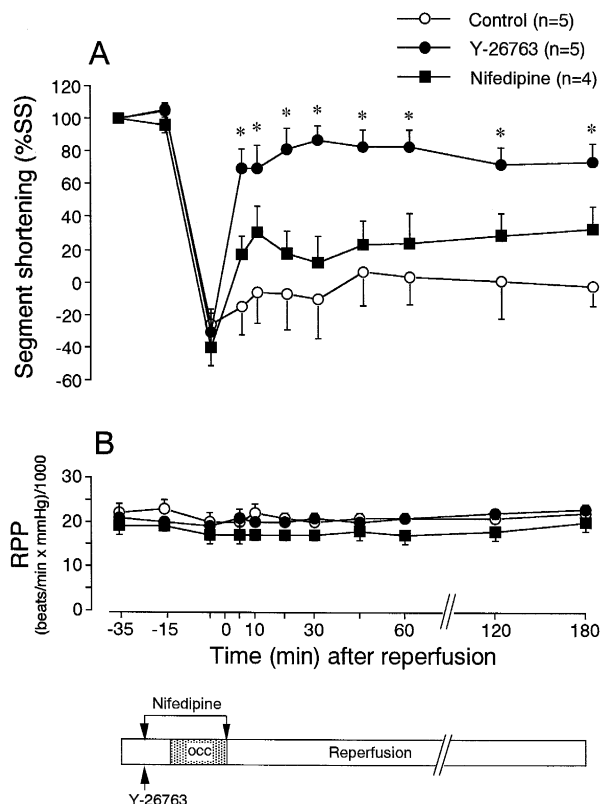 Control (n=5)
Y-26763 (n=5)
Nifedipine (n=4)
A
Segment shortening (%SS)
120
100
80
60
40
20
0
-20
-40
-60
* * * * * * * *
B
RPP
(beats/min x mmHg)/1000
30
20
10
0
-35 -15 0 10 30 60 120 180
Time (min) after reperfusion
Nifedipine
occ Reperfusion
Y-26763